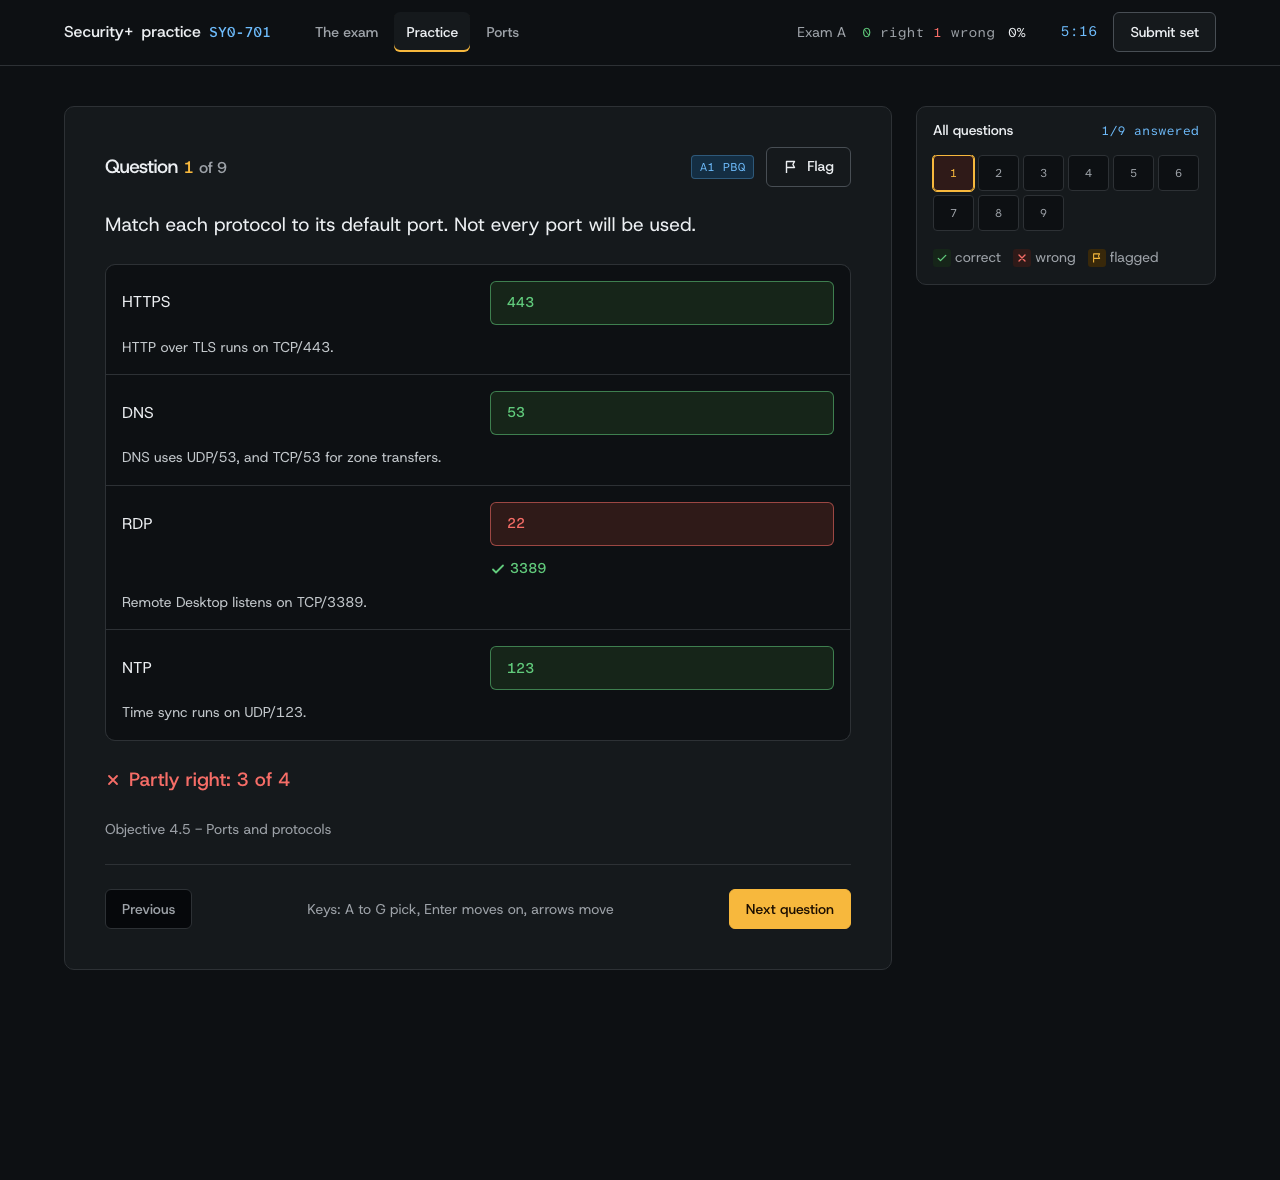 Security+ practice SY0-701
The exam
Practice
Ports
Exam A 0 right 1 wrong 0%
5:16
Submit set
Question 1 of 9
A1 PBQ
Flag
Match each protocol to its default port. Not every port will be used.
HTTPS
443
HTTP over TLS runs on TCP/443.
DNS
53
DNS uses UDP/53, and TCP/53 for zone transfers.
RDP
22
3389
Remote Desktop listens on TCP/3389.
NTP
123
Time sync runs on UDP/123.
Partly right: 3 of 4
Objective 4.5 – Ports and protocols
Previous
Keys: A to G pick, Enter moves on, arrows move
Next question
All questions
1/9 answered
1 2 3 4 5 6
7 8 9
correct wrong flagged